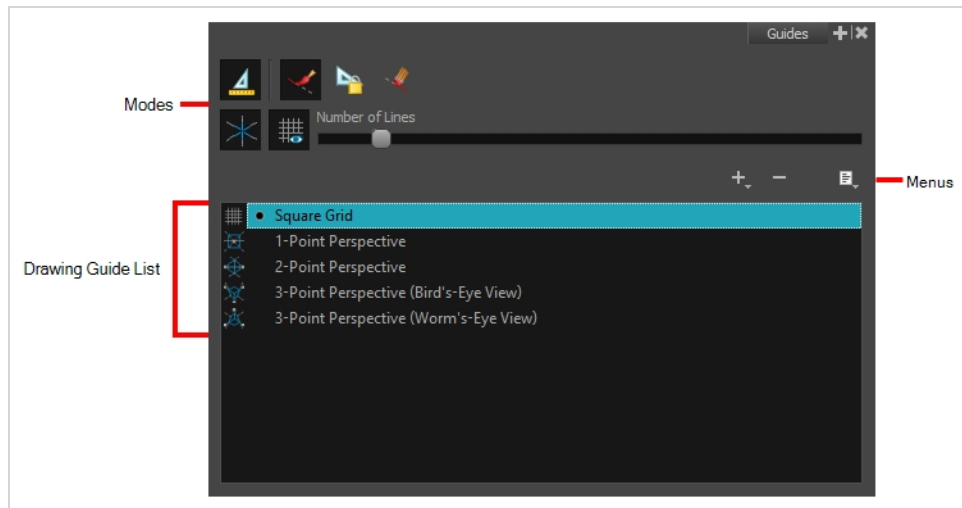 Guides
Modes
Number of Lines
Menus
Square Grid
1-Point Perspective
Drawing Guide List
2-Point Perspective
3-Point Perspective (Bird's-Eye View)
3-Point Perspective (Worm's-Eye View)